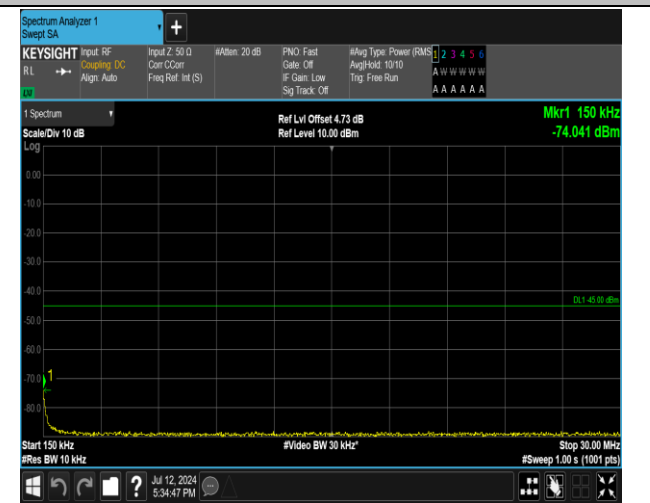 Spectrum Analyzer 1
Swept SA
+
KEYSIGHT Input: RF Input Z: 50 Ω #Atten: 20 dB PNO: Fast #Avg Type: Power (RMS 1 2 3 4 5 6
RL Coupling: DC Corr CCorr Gate: Off Avg|Hold: 10/10 A W W W W W
Align: Auto Freq Ref: Int (S) IF Gain: Low Trig: Free Run
Sig Track: Off A A A A A A
1 Spectrum Ref Lvl Offset 4.73 dB Mkr1 150 kHz
Scale/Div 10 dB Ref Level 10.00 dBm -74.041 dBm
Log
0.00
-10.0
-20.0
-30.0
-40.0
DL1 -45.00 dBm
-50.0
-60.0
-70.0 1
-80.0
Start 150 kHz #Video BW 30 kHz* Stop 30.00 MHz
#Res BW 10 kHz #Sweep 1.00 s (1001 pts)
? Jul 12, 2024
5:34:47 PM